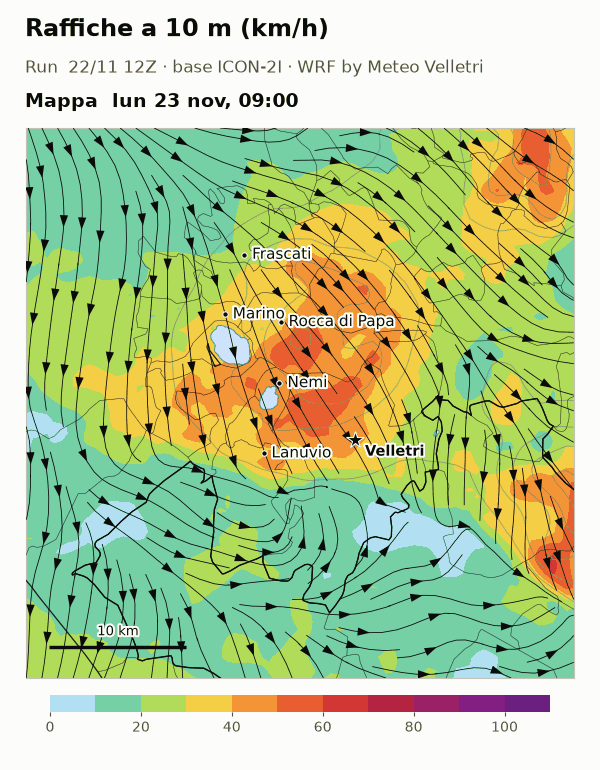 Raffiche a 10 m (km/h)
Run 22/11 12Z · base ICON-2I · WRF by Meteo Velletri
Mappa lun 23 nov, 09:00
Frascati
Marino
Rocca di Papa
Nemi
Velletri
Lanuvio
10 km
0 20 40 60 80 100